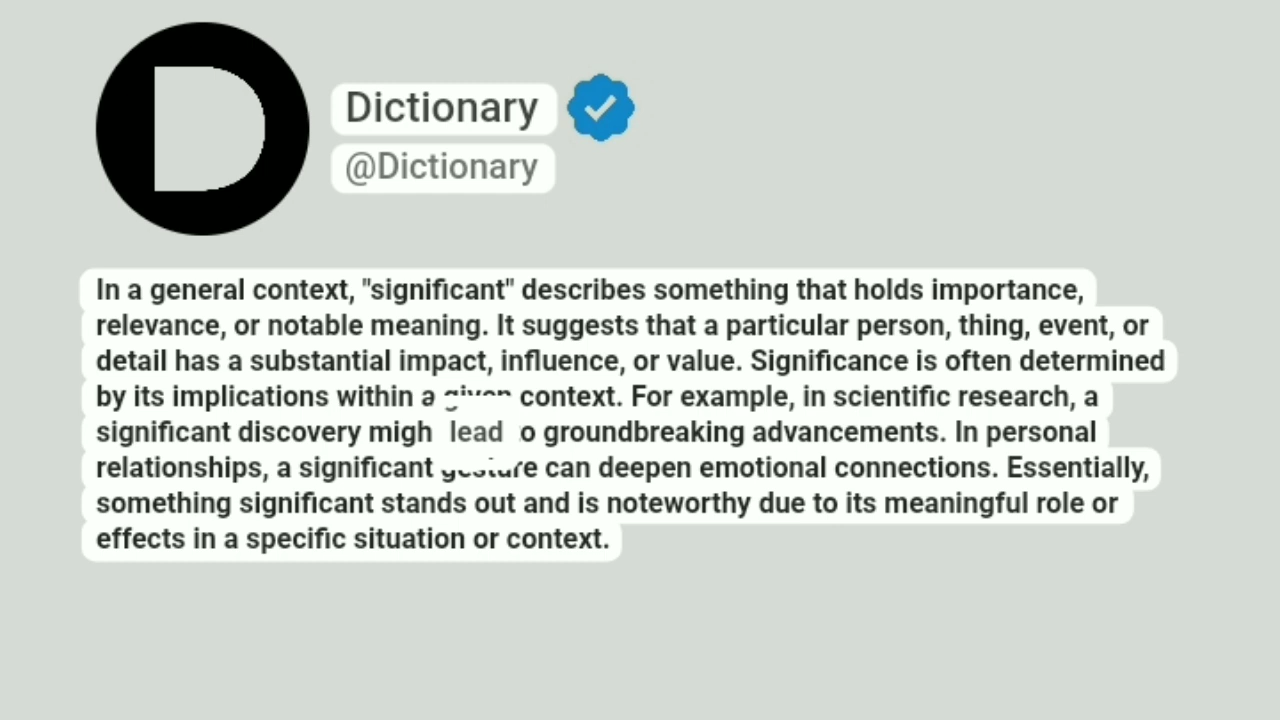 Dictionary
@Dictionary
In a general context, "significant" describes something that holds importance,
relevance, or notable meaning. It suggests that a particular person, thing, event, or
detail has a substantial impact, influence, or value. Significance is often determined
by its implications within a given context. For example, in scientific research, a
significant discovery migh lead o groundbreaking advancements. In personal
relationships, a significant gesture can deepen emotional connections. Essentially,
something significant stands out and is noteworthy due to its meaningful role or
effects in a specific situation or context.